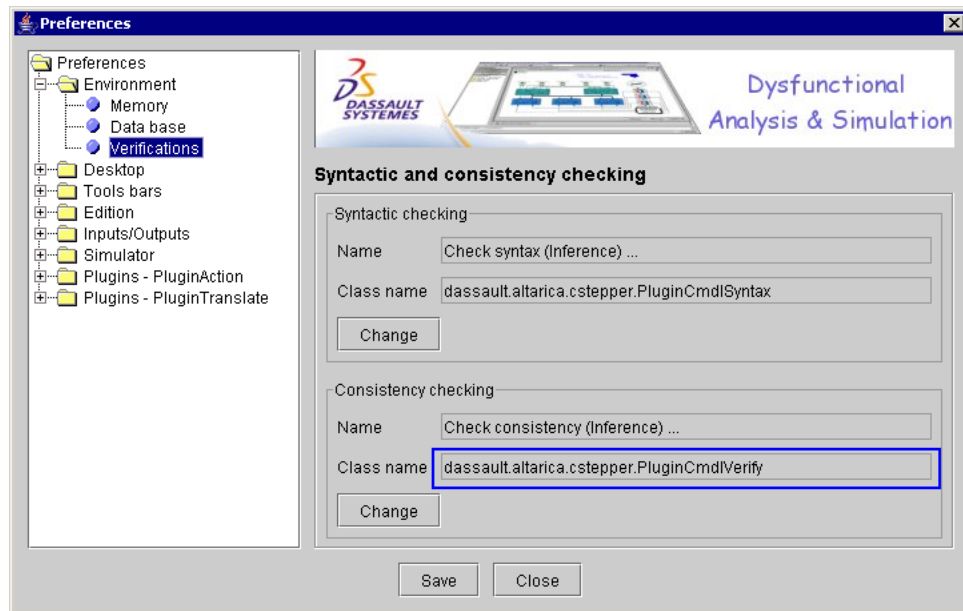 Preferences
Preferences
Environment
Memory
Data base
Verifications
Desktop
Tools bars
Edition
Inputs/Outputs
Simulator
Plugins - PluginAction
Plugins - PluginTranslate
DASSAULT
SYSTEMES
Dysfunctional
Analysis & Simulation
Syntactic and consistency checking
Syntactic checking
Name Check syntax (Inference) ...
Class name dassault.altarica.cstepper.PluginCmdlSyntax
Change
Consistency checking
Name Check consistency (Inference) ...
Class name dassault.altarica.cstepper.PluginCmdlVerify
Change
Save Close